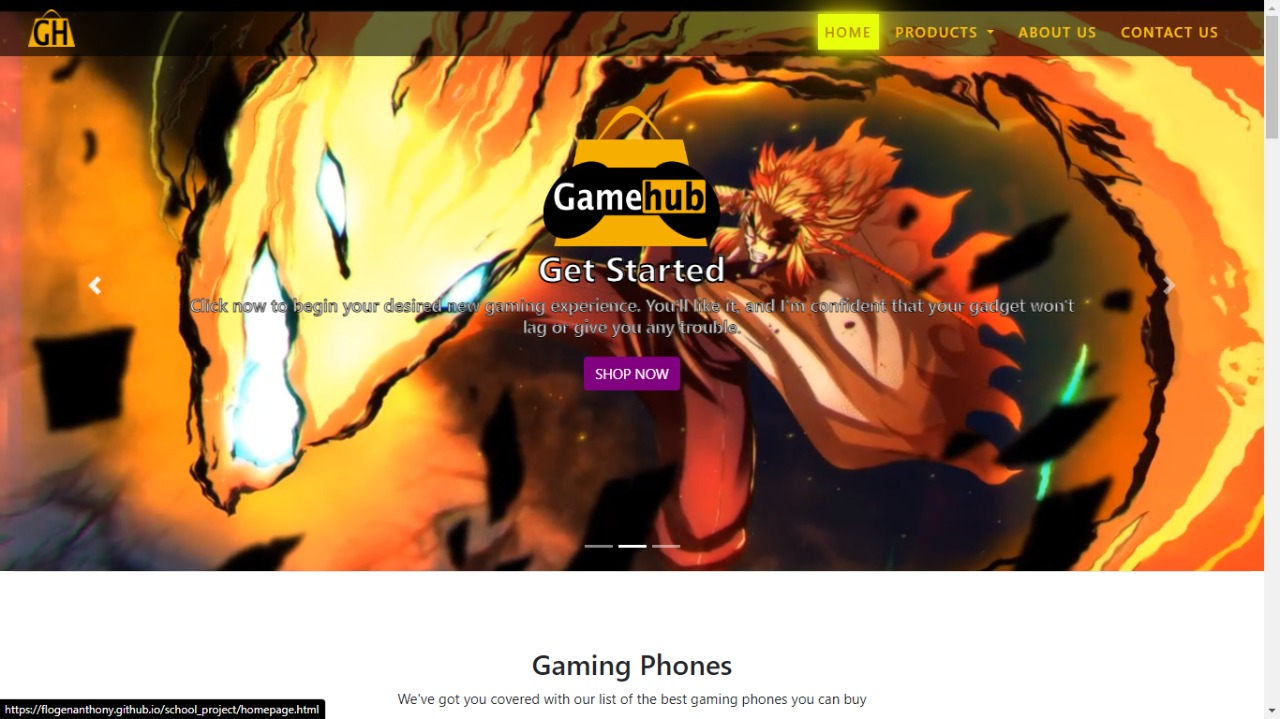 GH
HOME PRODUCTS ABOUT US CONTACT US
Gamehub
Get Started
Click now to begin your desired new gaming experience. You'll like it, and I'm confident that your gadget won't
lag or give you any trouble.
SHOP NOW
Gaming Phones
We've got you covered with our list of the best gaming phones you can buy
https://flogenanthony.github.io/school_project/homepage.html